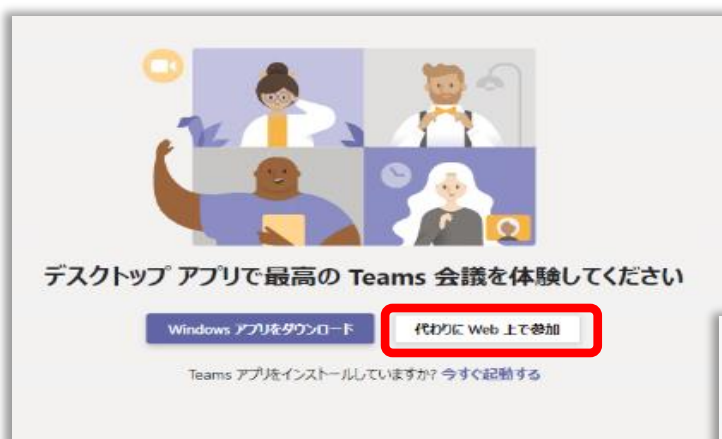 デスクトップ アプリで最高の Teams 会議を体験してください
Windows アプリをダウンロード
代わりに Web 上で参加
Teams アプリをインストールしていますか? 今すぐ起動する